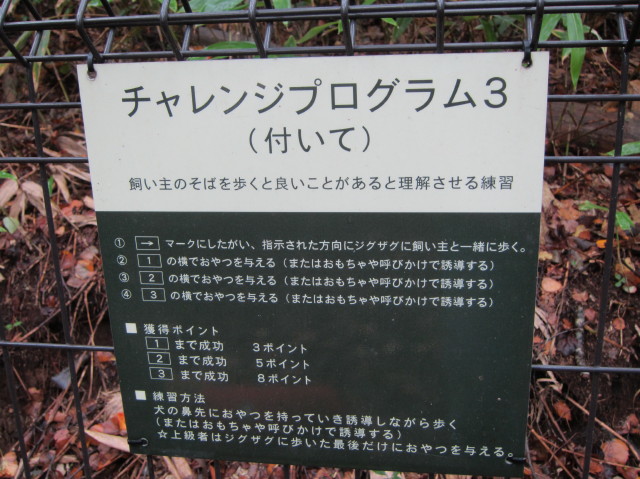 チャレンジプログラム3
（付いて）
飼い主のそばを歩くと良いことがあると理解させる練習
① → マークにしたがい、指示された方向にジグザグに飼い主と一緒に歩く。
② 1 の横でおやつを与える（またはおもちゃや呼びかけで誘導する）
③ 2 の横でおやつを与える（またはおもちゃや呼びかけで誘導する）
④ 3 の横でおやつを与える（またはおもちゃや呼びかけで誘導する）
■ 獲得ポイント
1 まで成功 3ポイント
2 まで成功 5ポイント
3 まで成功 8ポイント
■ 練習方法
犬の鼻先におやつを持っていき誘導しながら歩く
（またはおもちゃや呼びかけで誘導する）
☆上級者はジグザグに歩いた最後だけにおやつを与える。